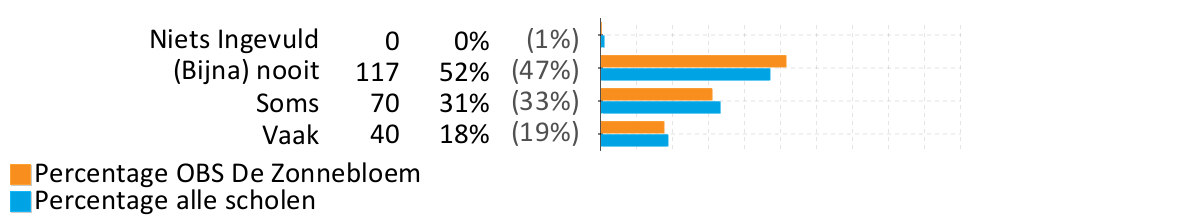 Niets Ingevuld 0 0% (1%)
(Bijna) nooit 117 52% (47%)
Soms 70 31% (33%)
Vaak 40 18% (19%)
Percentage OBS De Zonnebloem
Percentage alle scholen